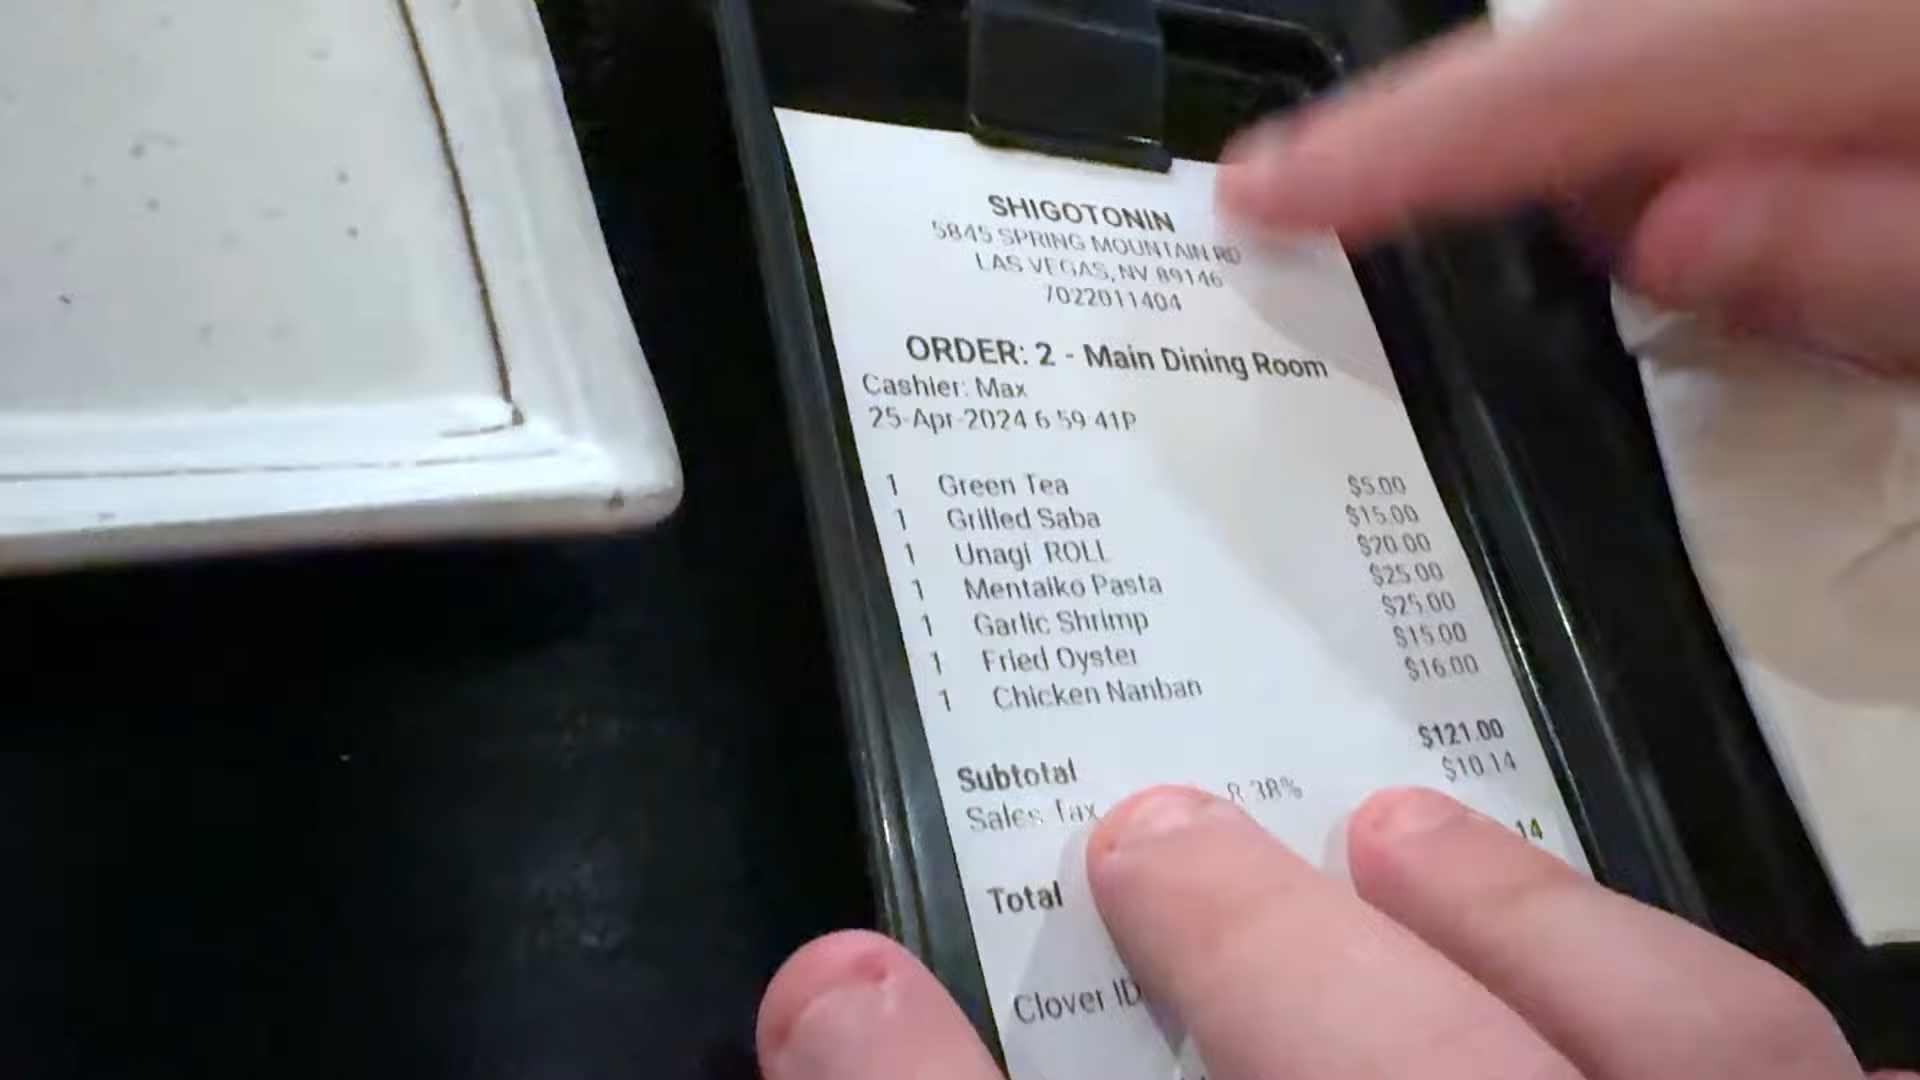 SHIGOTONIN
5845 SPRING MOUNTAIN RD
LAS VEGAS, NV 89146
7022011404
ORDER: 2 - Main Dining Room
Cashier: Max
25-Apr-2024 6:59:41P
1 Green Tea $5.00
1 Grilled Saba $15.00
1 Unagi ROLL $20.00
1 Mentaiko Pasta $25.00
1 Garlic Shrimp $25.00
1 Fried Oyster $15.00
1 Chicken Nanban $16.00
Subtotal $121.00
Sales Tax 8.38% $10.14
Total 14
Clover ID